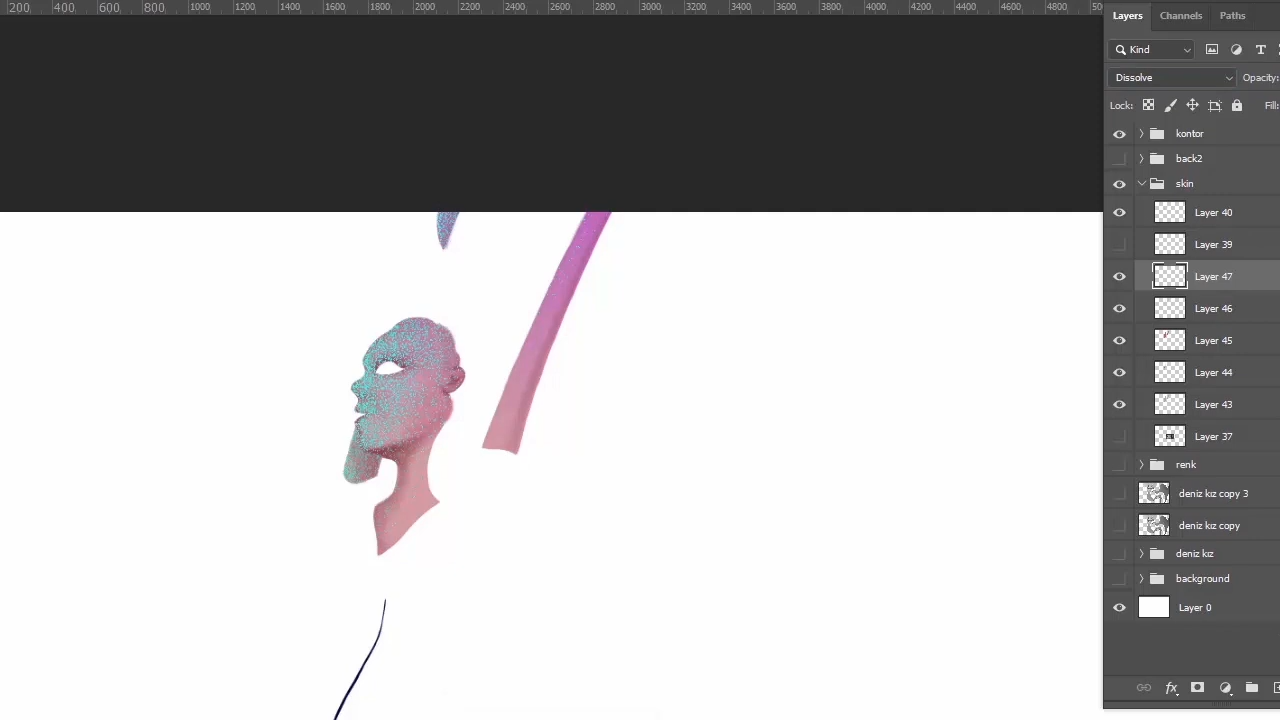 200 400 600 800 1000 1200 1400 1600 1800 2000 2200 2400 2600 2800 3000 3200 3400 3600 3800 4000 4200 4400 4600 4800
Layers Channels Paths
Kind
Dissolve Opacity:
Lock: Fill:
kontor
back2
skin
Layer 40
Layer 39
Layer 47
Layer 46
Layer 45
Layer 44
Layer 43
Layer 37
renk
deniz kız copy 3
deniz kız copy
deniz kız
background
Layer 0
fx